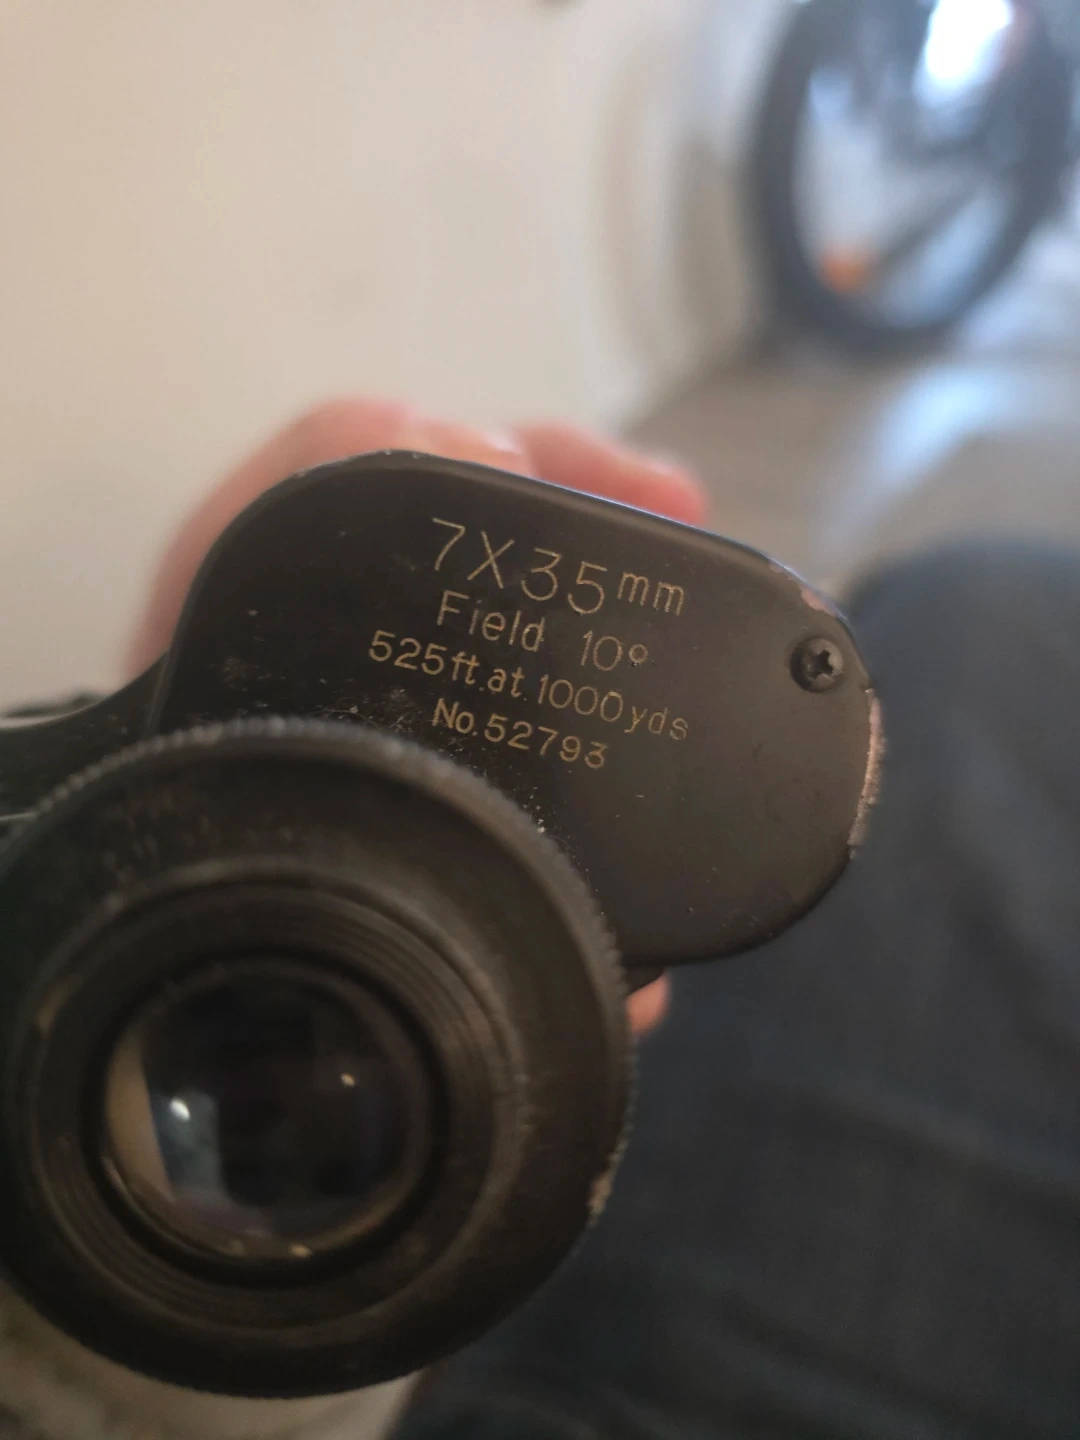 7X35mm
Field 10°
525ft.at.1000yds
No.52793